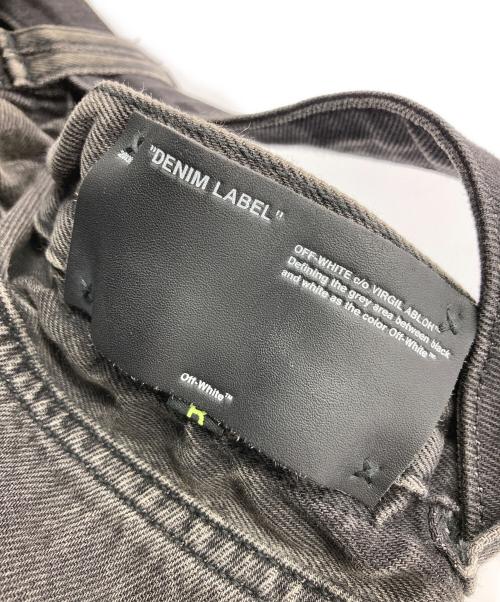 "DENIM LABEL"
OFF-WHITE c/o VIRGIL ABLOH™
Defining the grey area between black
and white as the color Off-White™
Off-White™